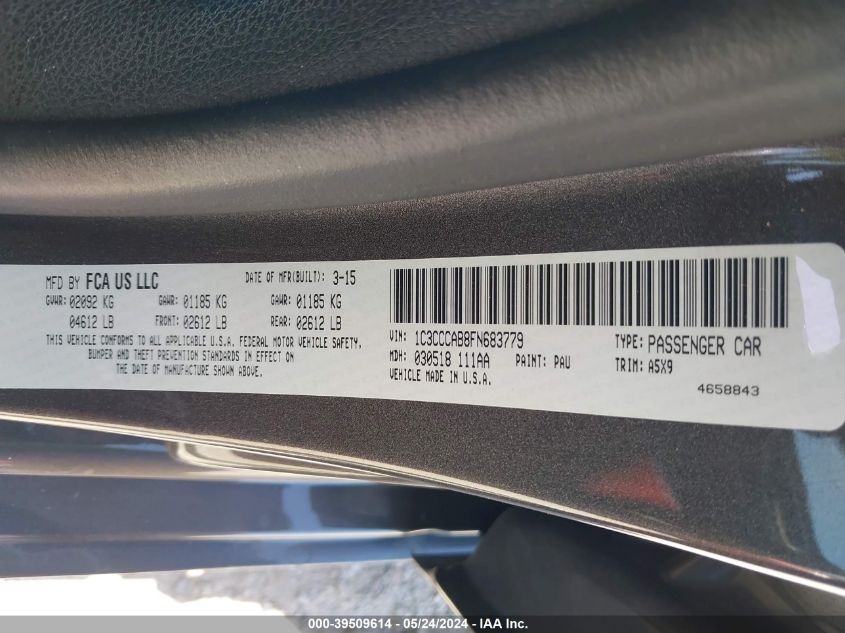 MFD BY FCA US LLC DATE OF MFR(BUILT): 3-15
GVWR: 02092 KG GAWR: 01185 KG GAWR: 01185 KG
04612 LB FRONT: 02612 LB REAR: 02612 LB
THIS VEHICLE CONFORMS TO ALL APPLICABLE U.S.A. FEDERAL MOTOR VEHICLE SAFETY,
BUMPER AND THEFT PREVENTION STANDARDS IN EFFECT ON
THE DATE OF MANUFACTURE SHOWN ABOVE.
VIN: 1C3CCCAB8FN683779 TYPE: PASSENGER CAR
MDH: 030518 111AA PAINT: PAU TRIM: A5X9
VEHICLE MADE IN U.S.A.
4658843
000-39509614 - 05/24/2024 - IAA Inc.